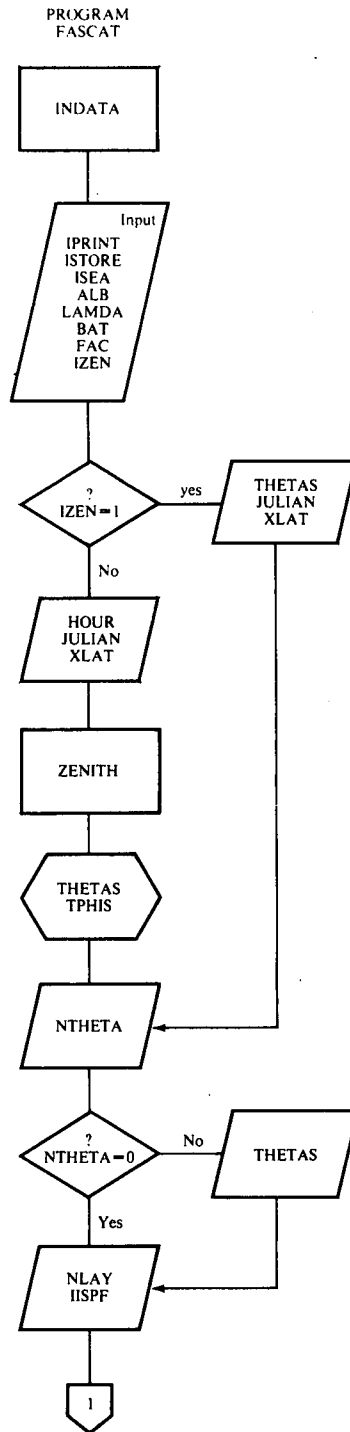 PROGRAM
FASCAT
INDATA
Input
IPRINT
ISTORE
ISEA
ALB
LAMDA
BAT
FAC
IZEN
?
IZEN=1
yes
THETAS
JULIAN
XLAT
No
HOUR
JULIAN
XLAT
ZENITH
THETAS
TPHIS
NTHETA
?
NTHETA=0
No
THETAS
Yes
NLAY
IISPF
1